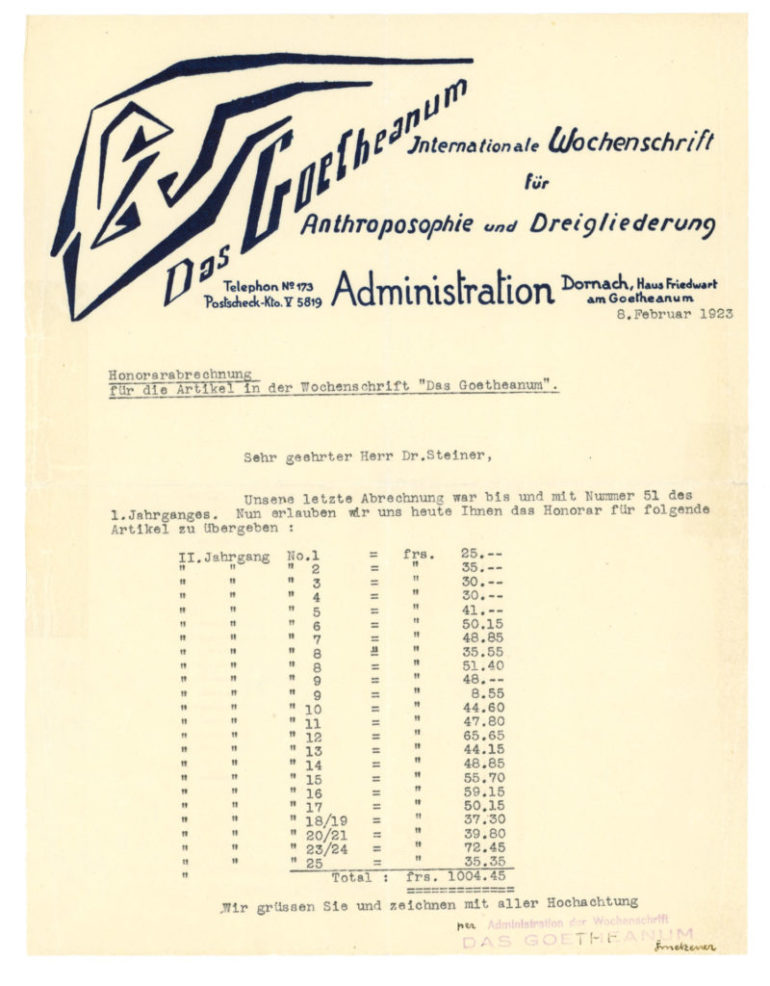 Das Goetheanum
Internationale Wochenschrift
für
Anthroposophie und Dreigliederung
Telephon No 173
Postscheck-Kto. V 5819
Administration
Dornach, Haus Friedwart
am Goetheanum
8.Februar 1923
Honorarabrechnung
für die Artikel in der Wochenschrift "Das Goetheanum".
Sehr geehrter Herr Dr.Steiner,
Unsene letzte Abrechnung war bis und mit Nummer 51 des
1.Jahrganges. Nun erlauben wir uns heute Ihnen das Honorar für folgende
Artikel zu übergeben :
II.Jahrgang No.1 = frs. 25.--
" " " 2 = " 35.--
" " " 3 = " 30.--
" " " 4 = " 30.--
" " " 5 = " 41.--
" " " 6 = " 50.15
" " " 7 = " 48.85
" " " 8 = " 35.55
" " " 8 = " 51.40
" " " 9 = " 48.--
" " " 9 = " 8.55
" " " 10 = " 44.60
" " " 11 = " 47.80
" " " 12 = " 65.65
" " " 13 = " 44.15
" " " 14 = " 48.85
" " " 15 = " 55.70
" " " 16 = " 59.15
" " " 17 = " 50.15
" " " 18/19 = " 37.30
" " " 20/21 = " 39.80
" " " 23/24 = " 72.45
" " " 25 = " 35.35
" Total : frs. 1004.45
=============
Wir grüssen Sie und zeichnen mit aller Hochachtung
per Administration der Wochenschrift
DAS GOETHEANUM